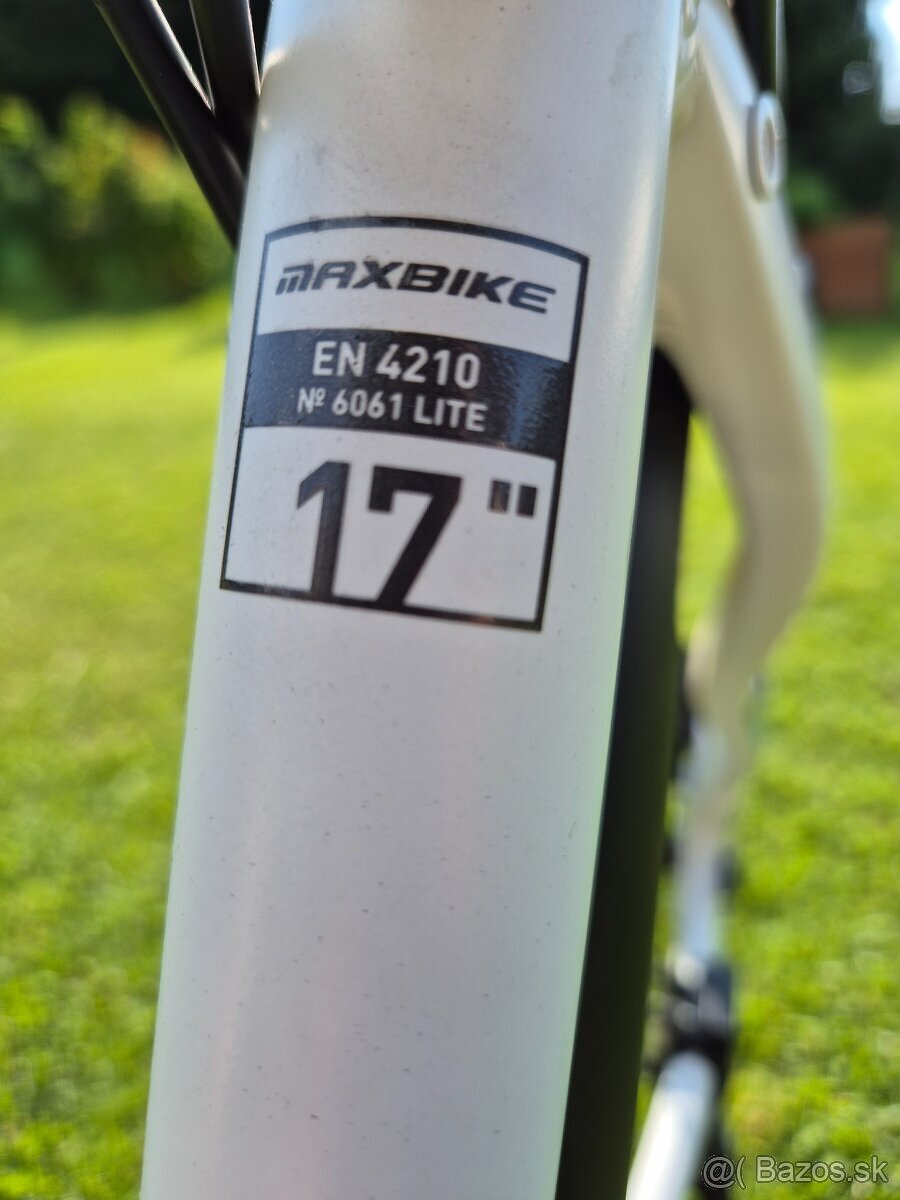 MAXBIKE
EN 4210
Nº 6061 LITE
17"
@( Bazos.sk